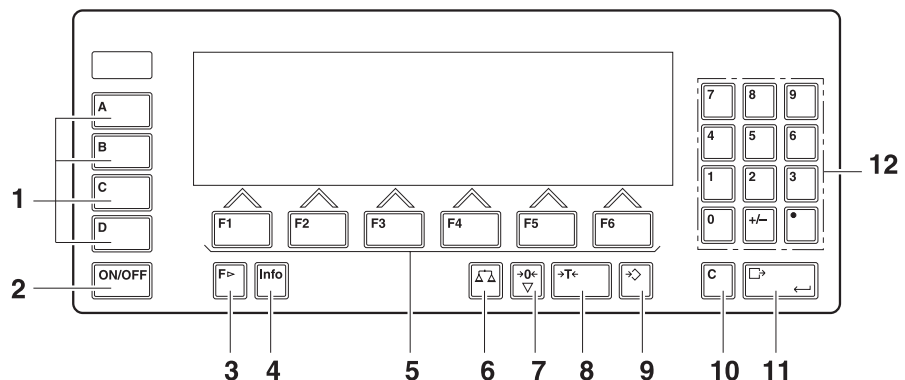 A
B
C
D
ON/OFF
1
2
F1 F2 F3 F4 F5 F6
F▹ Info
→0←
→T←
7 8 9
4 5 6
1 2 3
0 +/– •
C
12
3 4 5 6 7 8 9 10 11